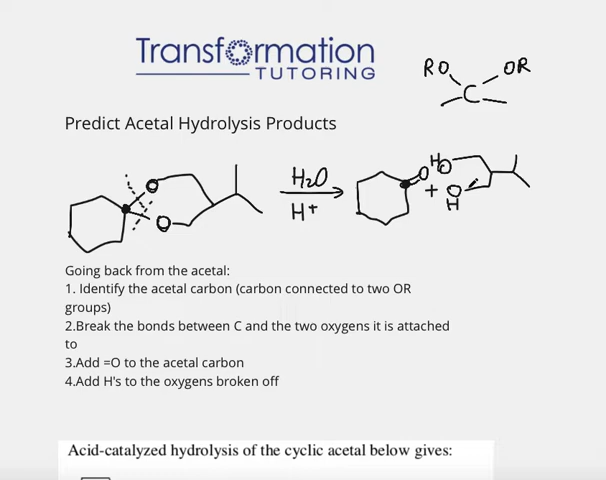 Transformation
TUTORING
RO OR
C
Predict Acetal Hydrolysis Products
O
O
H2O
H+
O
HO
+ O
H
Going back from the acetal:
1. Identify the acetal carbon (carbon connected to two OR
groups)
2.Break the bonds between C and the two oxygens it is attached
to
3.Add =O to the acetal carbon
4.Add H's to the oxygens broken off
Acid-catalyzed hydrolysis of the cyclic acetal below gives: